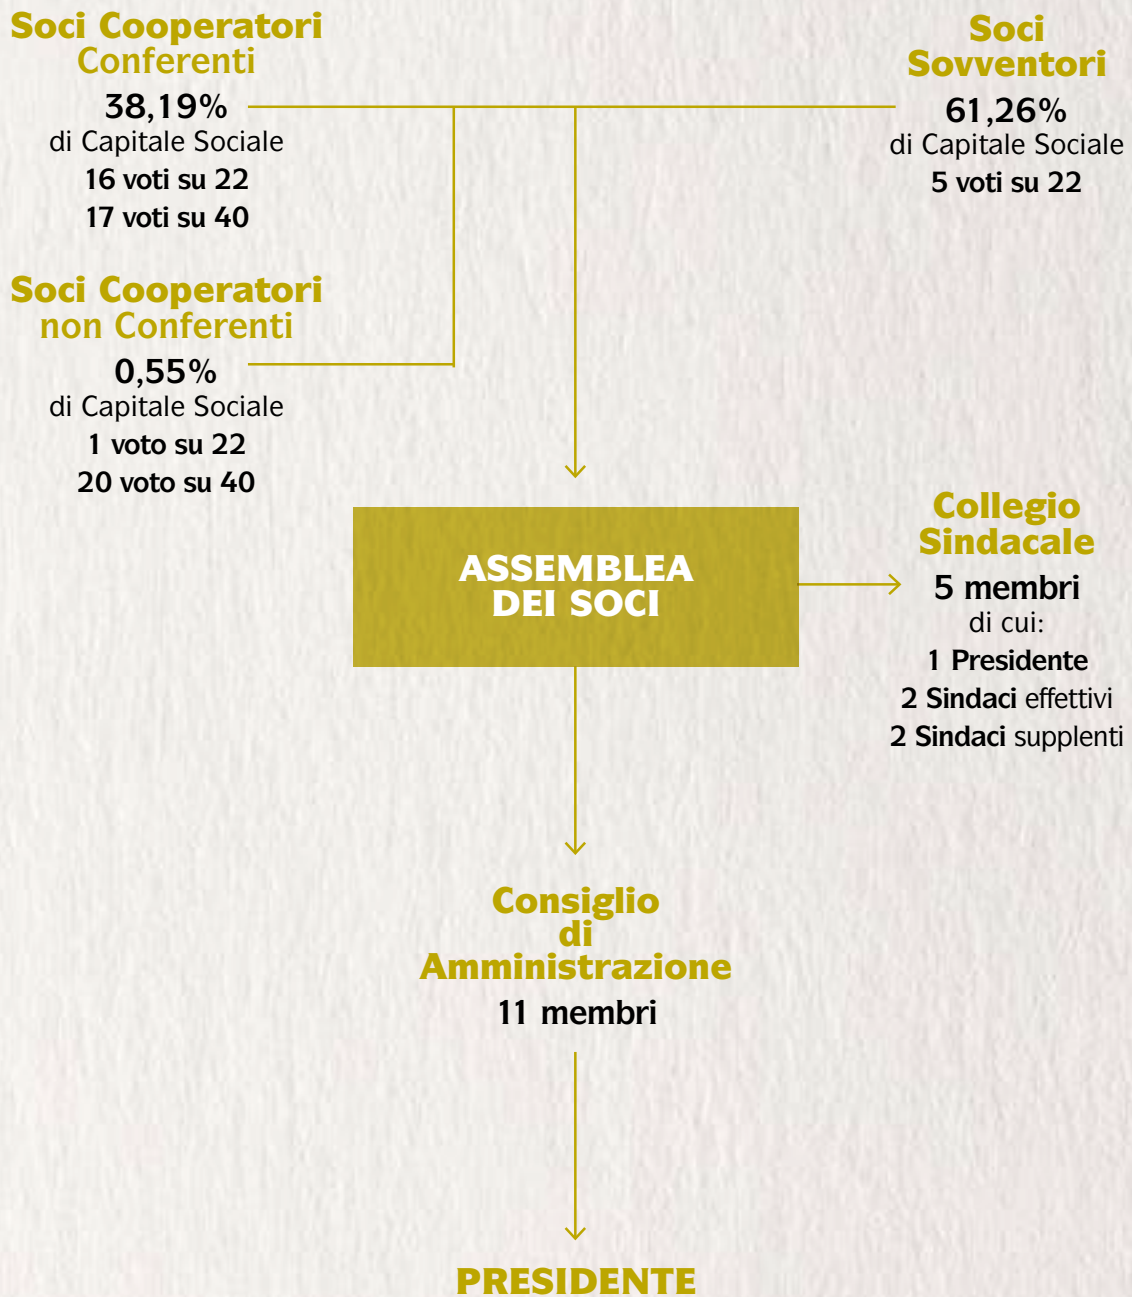 Soci Cooperatori
Conferenti
38,19%
di Capitale Sociale
16 voti su 22
17 voti su 40
Soci Cooperatori
non Conferenti
0,55%
di Capitale Sociale
1 voto su 22
20 voto su 40
Soci
Sovventori
61,26%
di Capitale Sociale
5 voti su 22
ASSEMBLEA
DEI SOCI
Collegio
Sindacale
5 membri
di cui:
1 Presidente
2 Sindaci effettivi
2 Sindaci supplenti
Consiglio
di
Amministrazione
11 membri
PRESIDENTE